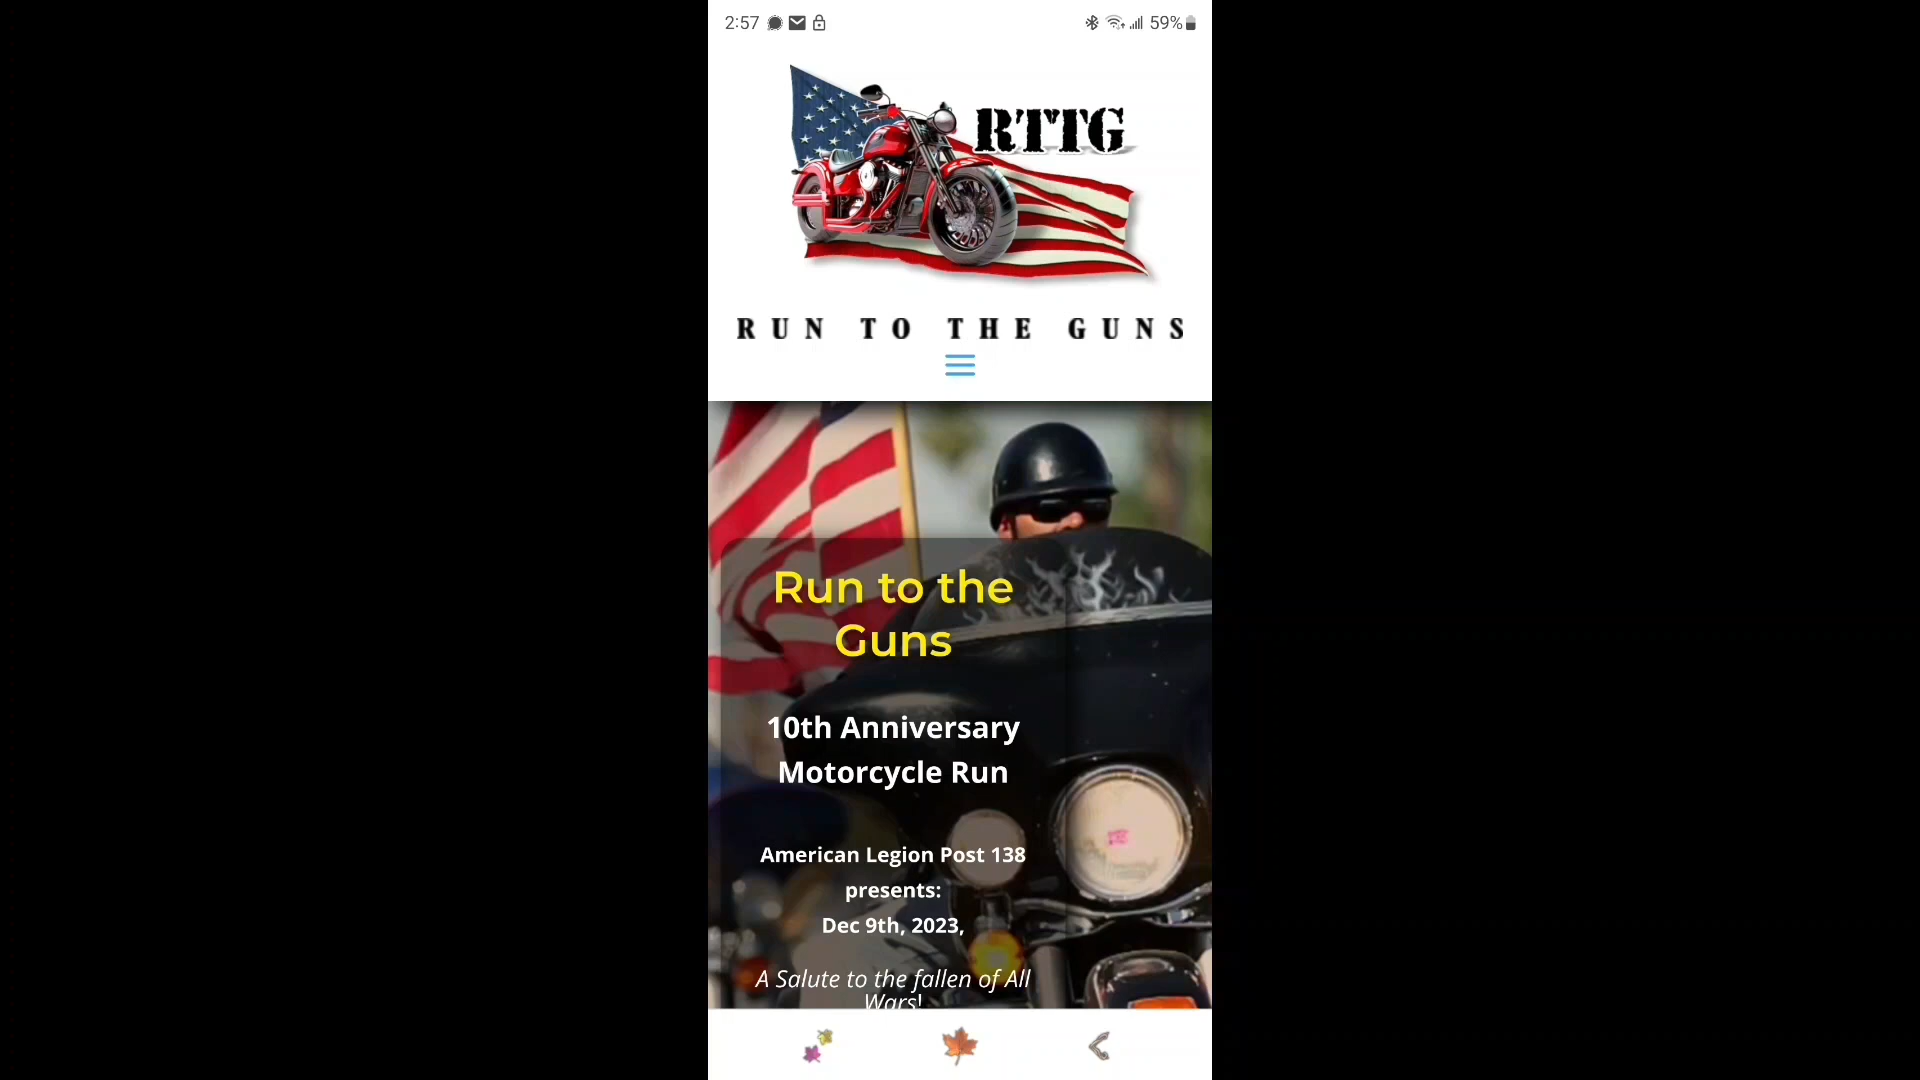 2:57 59%
RTTG
RUN TO THE GUNS
Run to the
Guns
10th Anniversary
Motorcycle Run
American Legion Post 138
presents:
Dec 9th, 2023,
A Salute to the fallen of All
Wars!